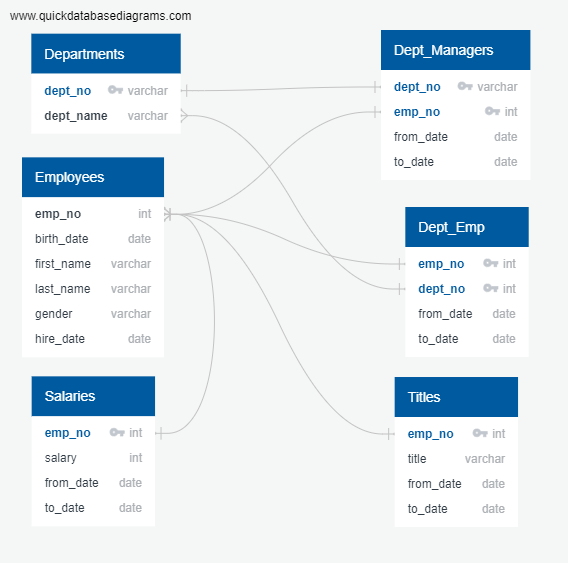 www.quickdatabasediagrams.com
Departments
dept_no varchar
dept_name varchar
Dept_Managers
dept_no varchar
emp_no int
from_date date
to_date date
Employees
emp_no int
birth_date date
first_name varchar
last_name varchar
gender varchar
hire_date date
Dept_Emp
emp_no int
dept_no int
from_date date
to_date date
Salaries
emp_no int
salary int
from_date date
to_date date
Titles
emp_no int
title varchar
from_date date
to_date date